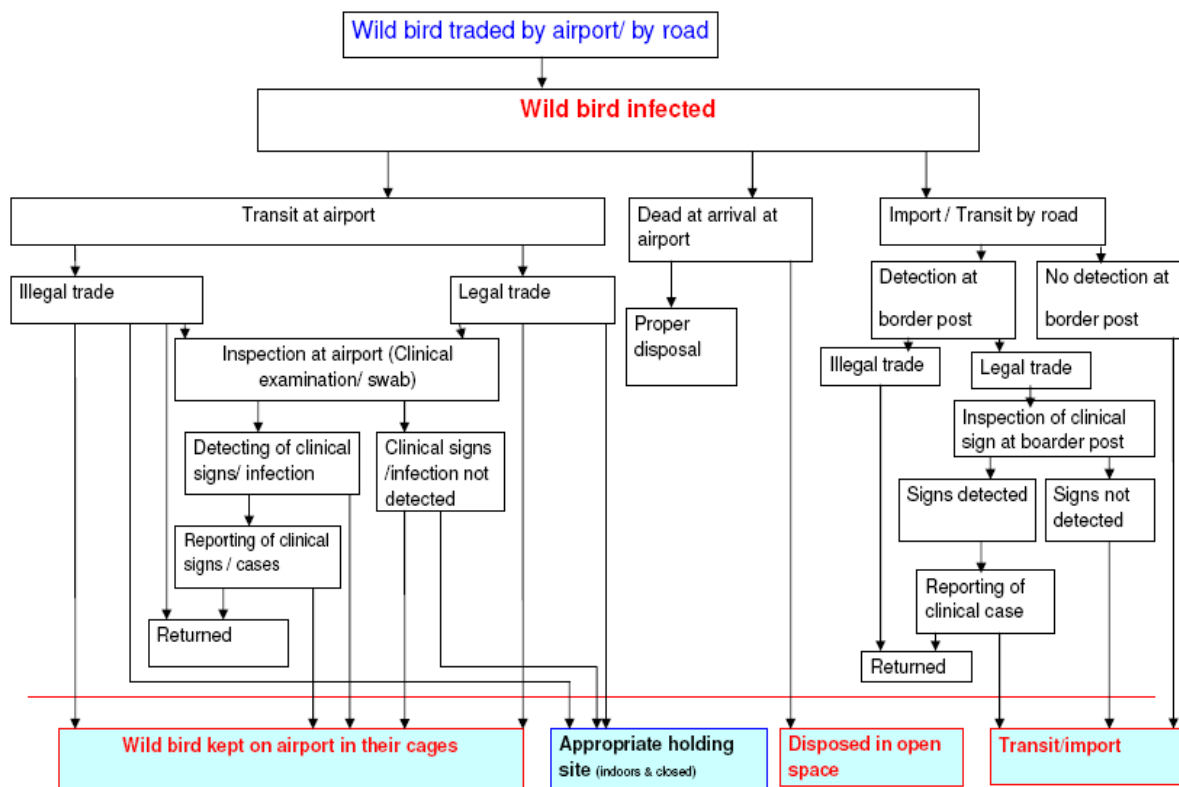 Wild bird traded by airport/ by road
Wild bird infected
Transit at airport
Dead at arrival at
airport
Import / Transit by road
Illegal trade
Legal trade
Detection at
border post
No detection at
border post
Proper
disposal
Inspection at airport (Clinical
examination/ swab)
Illegal trade
Legal trade
Detecting of clinical
signs/ infection
Clinical signs
/infection not
detected
Inspection of clinical
sign at boarder post
Signs detected
Signs not
detected
Reporting of clinical
signs / cases
Reporting of
clinical case
Returned
Returned
Wild bird kept on airport in their cages
Appropriate holding
site (indoors & closed)
Disposed in open
space
Transit/import